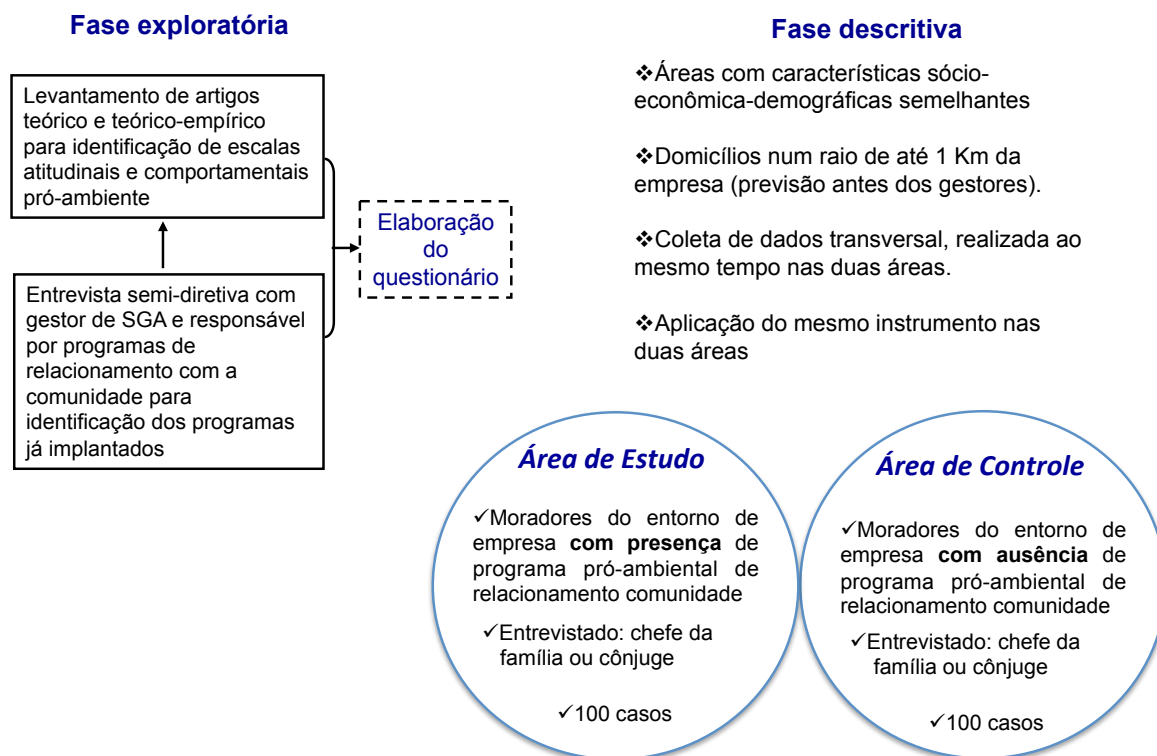 Fase exploratória
Levantamento de artigos
teórico e teórico-empírico
para identificação de escalas
atitudinais e comportamentais
pró-ambiente
Entrevista semi-diretiva com
gestor de SGA e responsável
por programas de
relacionamento com a
comunidade para
identificação dos programas
já implantados
Elaboração
do
questionário
Fase descritiva
❖Áreas com características sócio-
econômica-demográficas semelhantes
❖Domicílios num raio de até 1 Km da
empresa (previsão antes dos gestores).
❖Coleta de dados transversal, realizada ao
mesmo tempo nas duas áreas.
❖Aplicação do mesmo instrumento nas
duas áreas
Área de Estudo
✓Moradores do entorno de
empresa com presença de
programa pró-ambiental de
relacionamento comunidade
✓Entrevistado: chefe da
família ou cônjuge
✓100 casos
Área de Controle
✓Moradores do entorno de
empresa com ausência de
programa pró-ambiental de
relacionamento comunidade
✓Entrevistado: chefe da
família ou cônjuge
✓100 casos